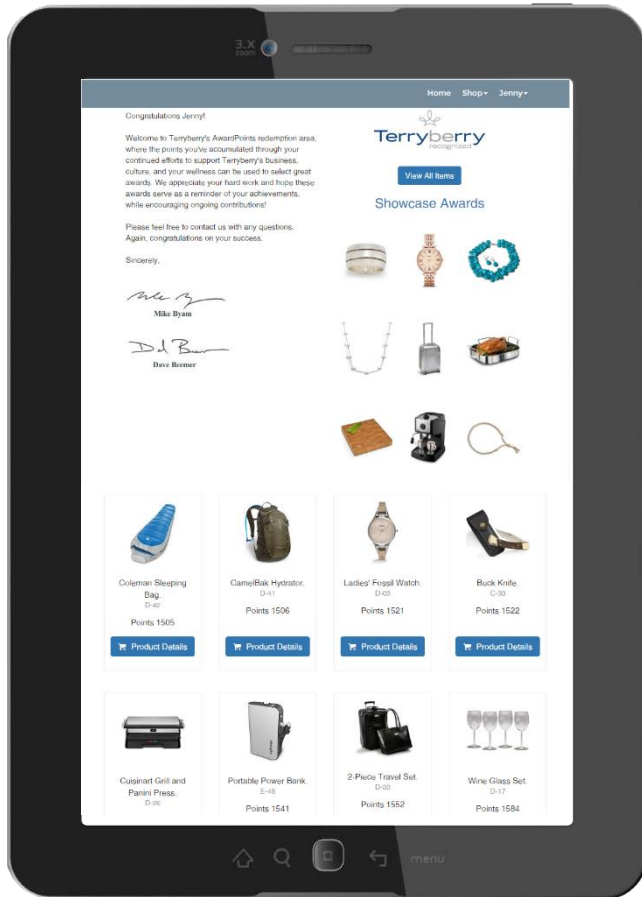 3.X
zoom
Home Shop Jenny
Congratulations Jenny!
Welcome to Terryberry's AwardPoints redemption area,
where the points you've accumulated through your
continued efforts to support Terryberry's business,
culture, and your wellness can be used to select great
awards. We appreciate your hard work and hope these
awards serve as a reminder of your achievements,
while encouraging ongoing contributions!
Please feel free to contact us with any questions.
Again, congratulations on your success.
Sincerely,
Mike Byam
Dave Beemer
Terryberry
recognized
View All Items
Showcase Awards
Coleman Sleeping
Bag.
D-42
Points 1505
Product Details
CamelBak Hydrator.
D-41
Points 1506
Product Details
Ladies' Fossil Watch.
D-03
Points 1521
Product Details
Buck Knife.
C-30
Points 1522
Product Details
Cuisinart Grill and
Panini Press.
Portable Power Bank.
E-48
Points 1541
2-Piece Travel Set.
Points 1552
Wine Glass Set.
D-17
Points 1584
menu